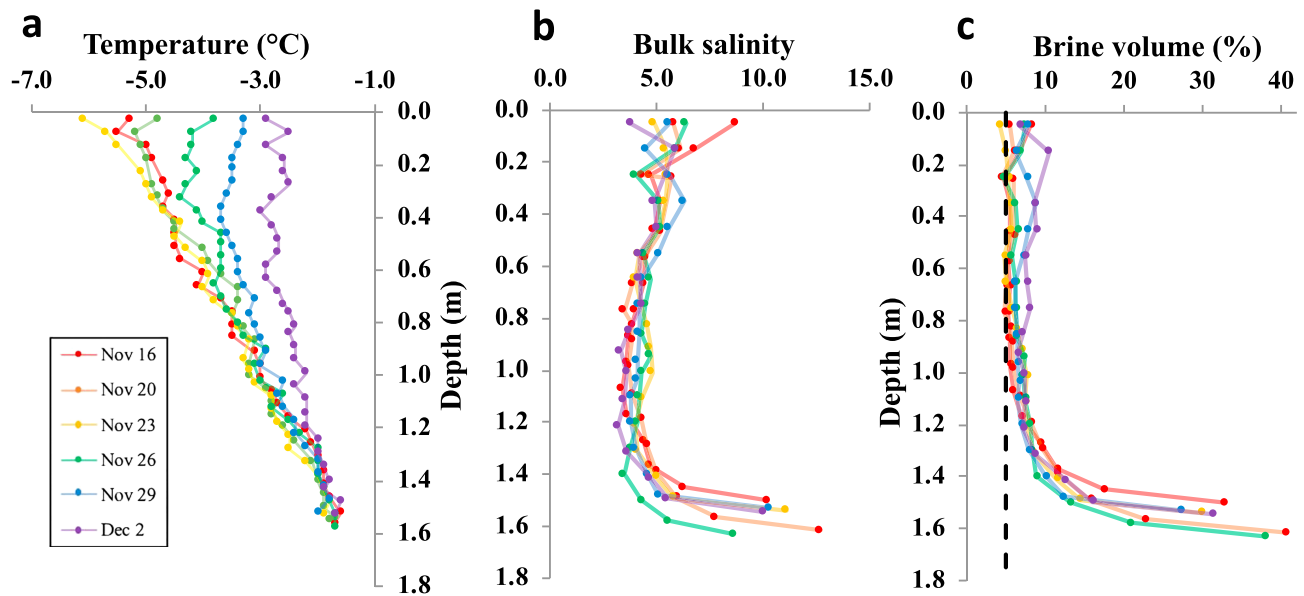 a
Temperature (°C)
-7.0 -5.0 -3.0 -1.0
0.0
0.2
0.4
0.6
0.8
1.0
1.2
1.4
1.6
1.8
Depth (m)
Nov 16
Nov 20
Nov 23
Nov 26
Nov 29
Dec 2
b
Bulk salinity
0.0 5.0 10.0 15.0
0.0
0.2
0.4
0.6
0.8
1.0
1.2
1.4
1.6
1.8
c
Brine volume (%)
0 10 20 30 40
0.0
0.2
0.4
0.6
0.8
1.0
1.2
1.4
1.6
1.8
Depth (m)